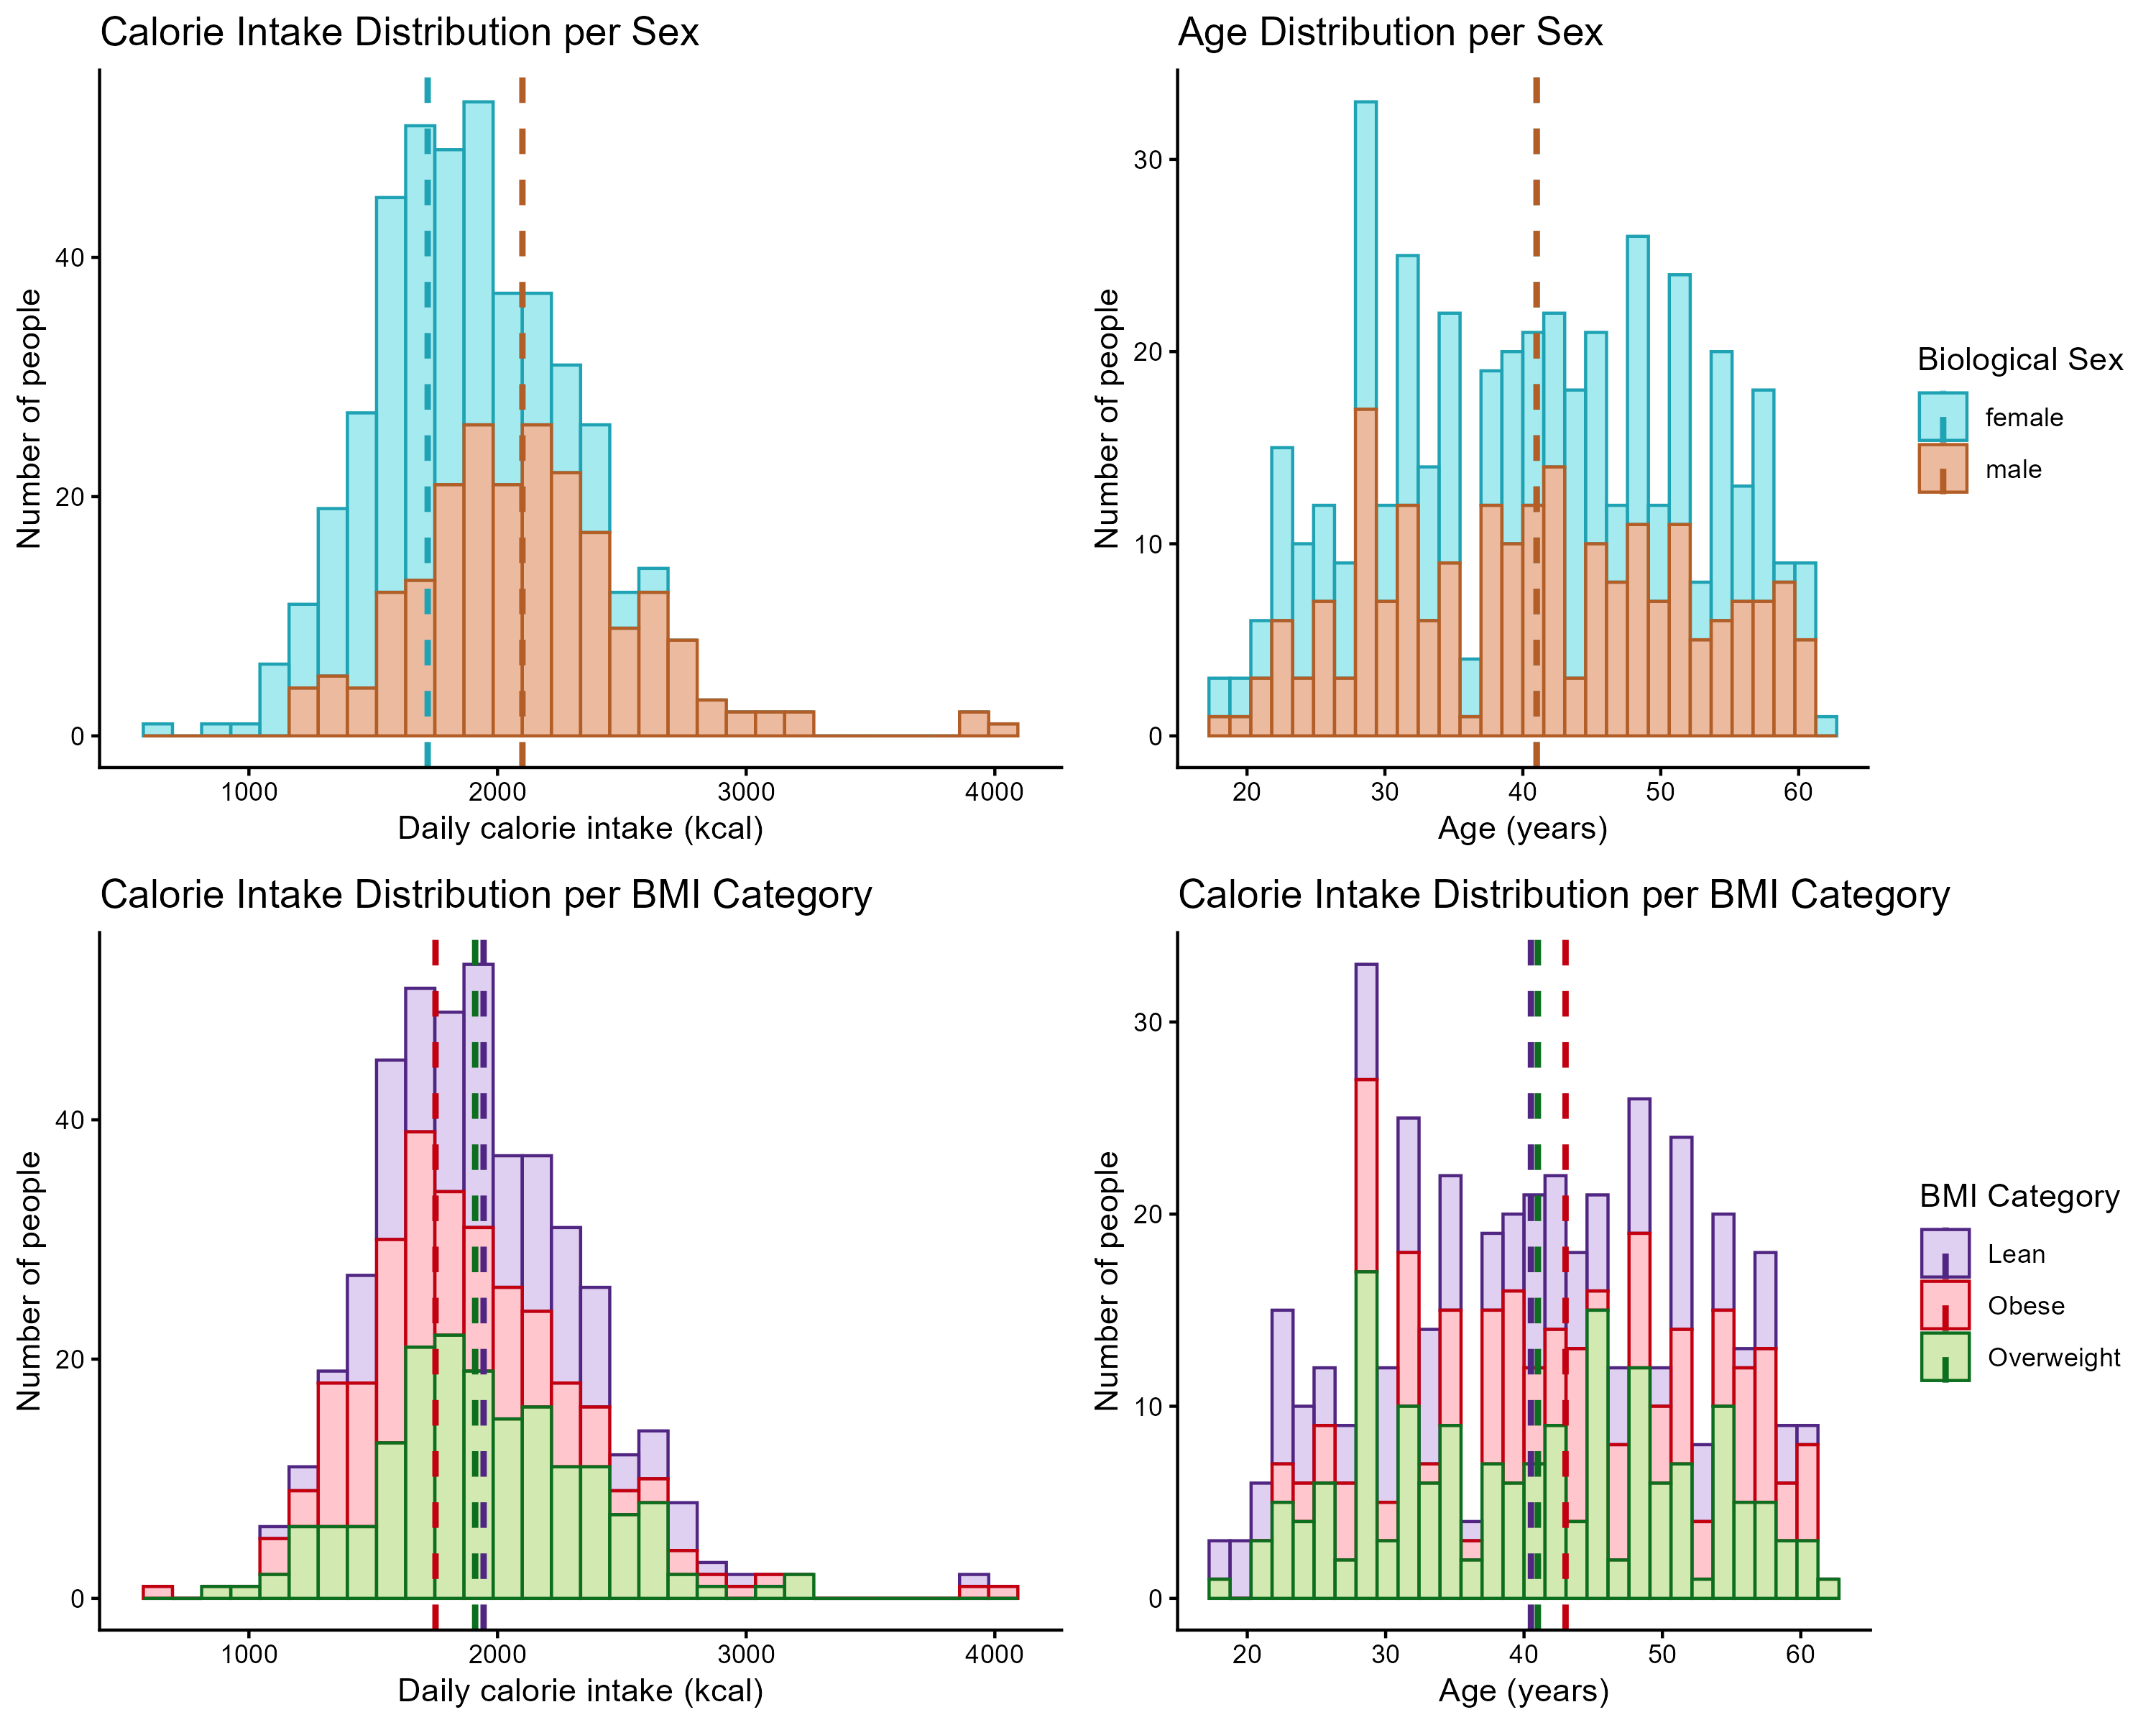 Calorie Intake Distribution per Sex
Number of people
40
20
0
1000 2000 3000 4000
Daily calorie intake (kcal)
Age Distribution per Sex
Number of people
30
20
10
0
20 30 40 50 60
Age (years)
Biological Sex
female
male
Calorie Intake Distribution per BMI Category
Number of people
40
20
0
1000 2000 3000 4000
Daily calorie intake (kcal)
Calorie Intake Distribution per BMI Category
Number of people
30
20
10
0
20 30 40 50 60
Age (years)
BMI Category
Lean
Obese
Overweight